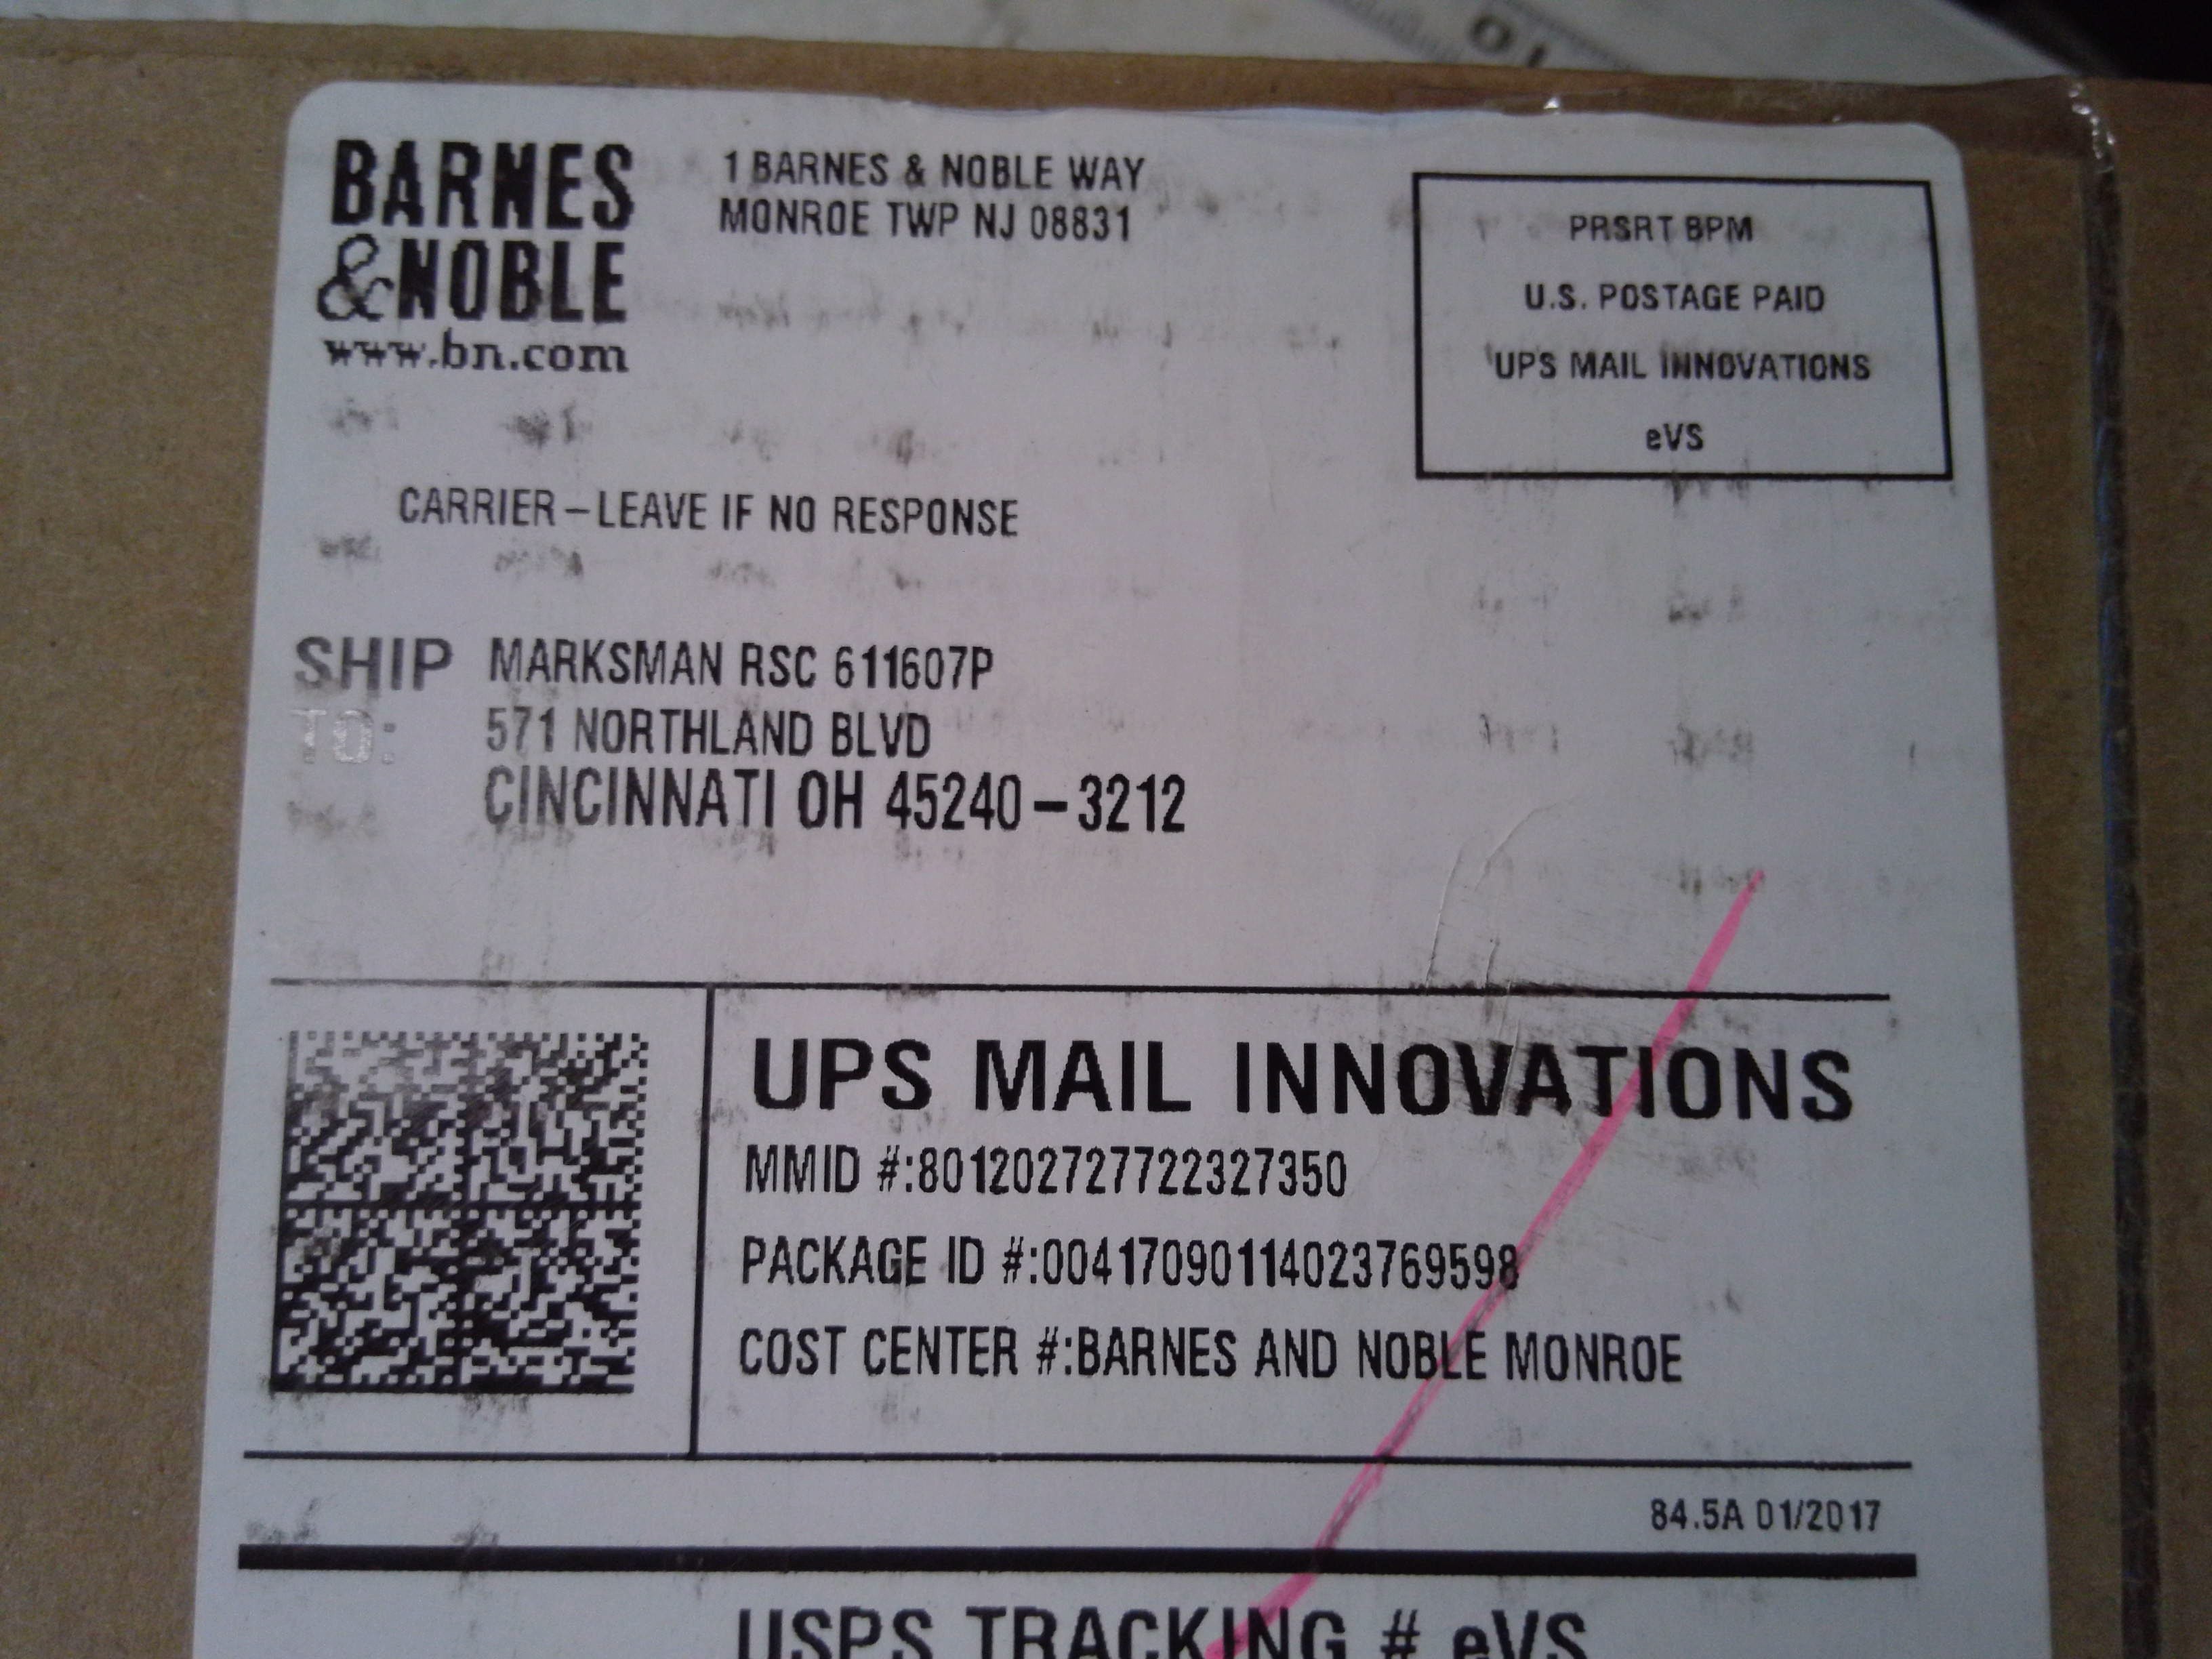 BARNES
&NOBLE
www.bn.com
1 BARNES & NOBLE WAY
MONROE TWP NJ 08831
PRSRT BPM
U.S. POSTAGE PAID
UPS MAIL INNOVATIONS
eVS
CARRIER-LEAVE IF NO RESPONSE
SHIP
TO:
MARKSMAN RSC 611607P
571 NORTHLAND BLVD
CINCINNATI OH 45240-3212
UPS MAIL INNOVATIONS
MMID #:801202727722327350
PACKAGE ID #:00417090114023769598
COST CENTER #:BARNES AND NOBLE MONROE
84.5A 01/2017
USPS TRACKING # eVS